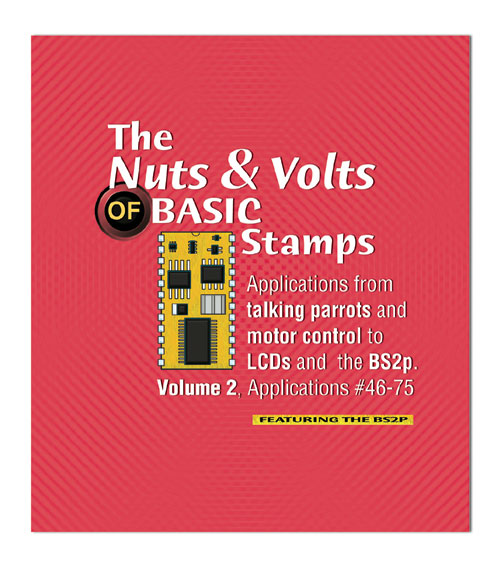 The
Nuts & Volts
OF BASIC
Stamps
Applications from
talking parrots and
motor control to
LCDs and the BS2p.
Volume 2, Applications #46-75
FEATURING THE BS2P